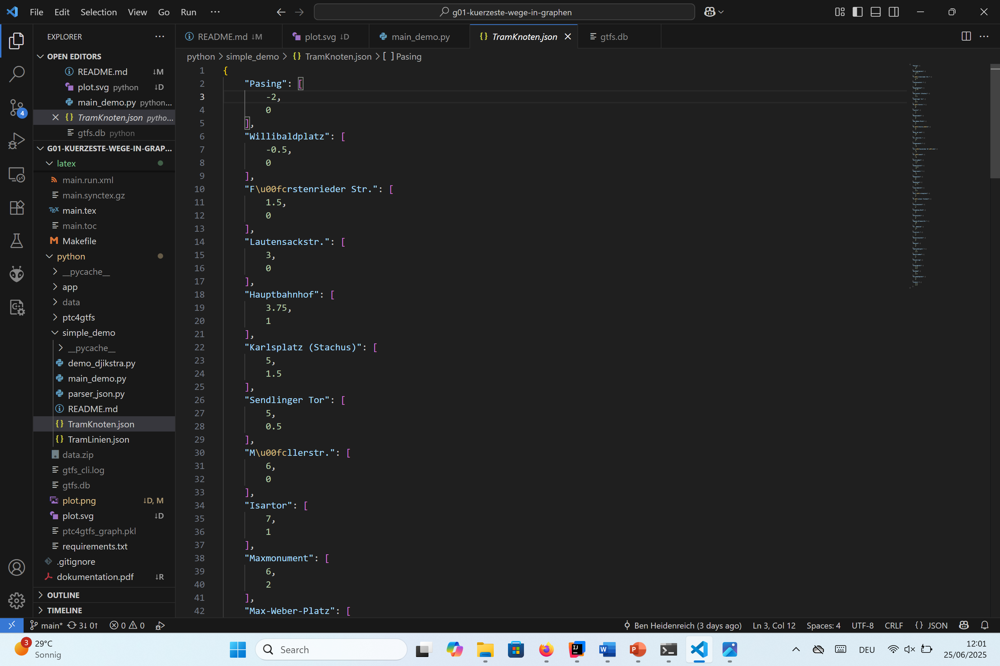 File Edit Selection View Go Run ···
g01-kuerzeste-wege-in-graphen
EXPLORER
OPEN EDITORS
README.md ↓M
plot.svg python ↓D
main_demo.py python...
TramKnoten.json pytho...
gtfs.db python
G01-KUERZESTE-WEGE-IN-GRAP...
latex
main.run.xml
main.synctex.gz
main.tex
main.toc
Makefile
python
__pycache__
app
data
ptc4gtfs
simple_demo
__pycache__
demo_djikstra.py
main_demo.py
parser_json.py
README.md
TramKnoten.json
TramLinien.json
data.zip
gtfs_cli.log
gtfs.db
plot.png ↓D, M
plot.svg ↓D
ptc4gtfs_graph.pkl
requirements.txt
.gitignore
dokumentation.pdf ↓R
OUTLINE
TIMELINE
4
README.md ↓M plot.svg ↓D main_demo.py TramKnoten.json gtfs.db
python > simple_demo > {} TramKnoten.json > [ ] Pasing
1 {
2 "Pasing": [
3 -2,
4 0
5 ],
6 "Willibaldplatz": [
7 -0.5,
8 0
9 ],
10 "F\u00fcrstenrieder Str.": [
11 1.5,
12 0
13 ],
14 "Lautensackstr.": [
15 3,
16 0
17 ],
18 "Hauptbahnhof": [
19 3.75,
20 1
21 ],
22 "Karlsplatz (Stachus)": [
23 5,
24 1.5
25 ],
26 "Sendlinger Tor": [
27 5,
28 0.5
29 ],
30 "M\u00fcllerstr.": [
31 6,
32 0
33 ],
34 "Isartor": [
35 7,
36 1
37 ],
38 "Maxmonument": [
39 6,
40 2
41 ],
42 "Max-Weber-Platz": [
main* 3↓ 0↑ 0 0 Ben Heidenreich (3 days ago) Ln 3, Col 12 Spaces: 4 UTF-8 CRLF {} JSON
3 29°C
Sonnig
Search
DEU
12:01
25/06/2025